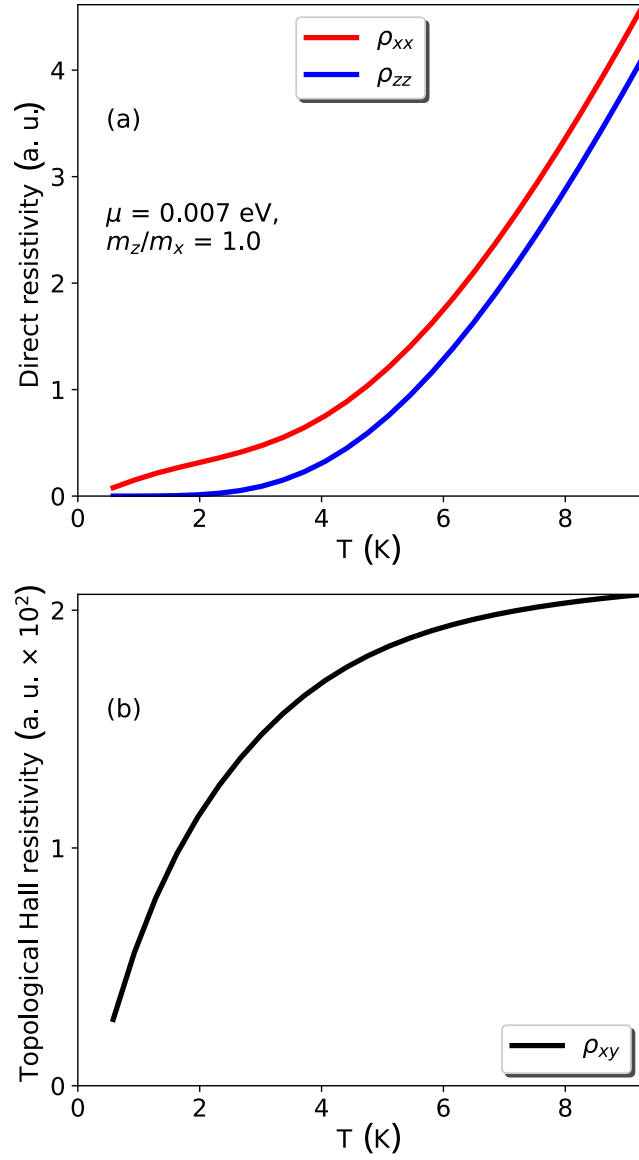 4
3
2
1
0
Direct resistivity (a. u.)
ρxx
ρzz
(a)
μ = 0.007 eV,
mz/mx = 1.0
0 2 4 6 8
T (K)
2
1
0
Topological Hall resistivity (a. u. × 10²)
(b)
ρxy
0 2 4 6 8
T (K)